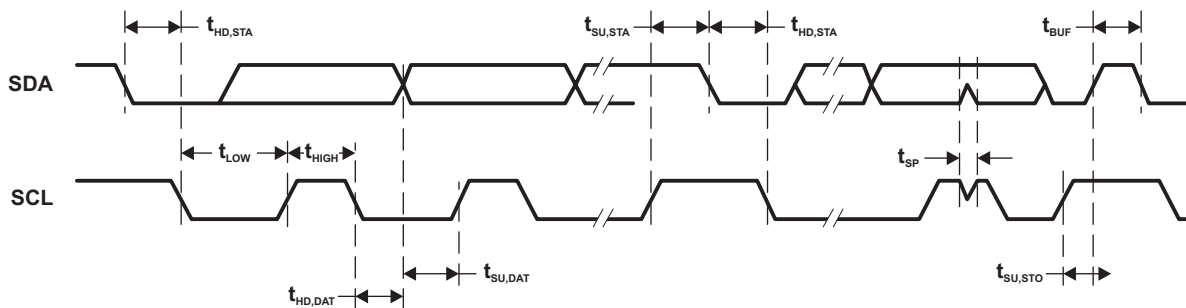 tHD,STA
tSU,STA
tHD,STA
tBUF
SDA
tLOW
tHIGH
tSP
SCL
tSU,DAT
tSU,STO
tHD,DAT